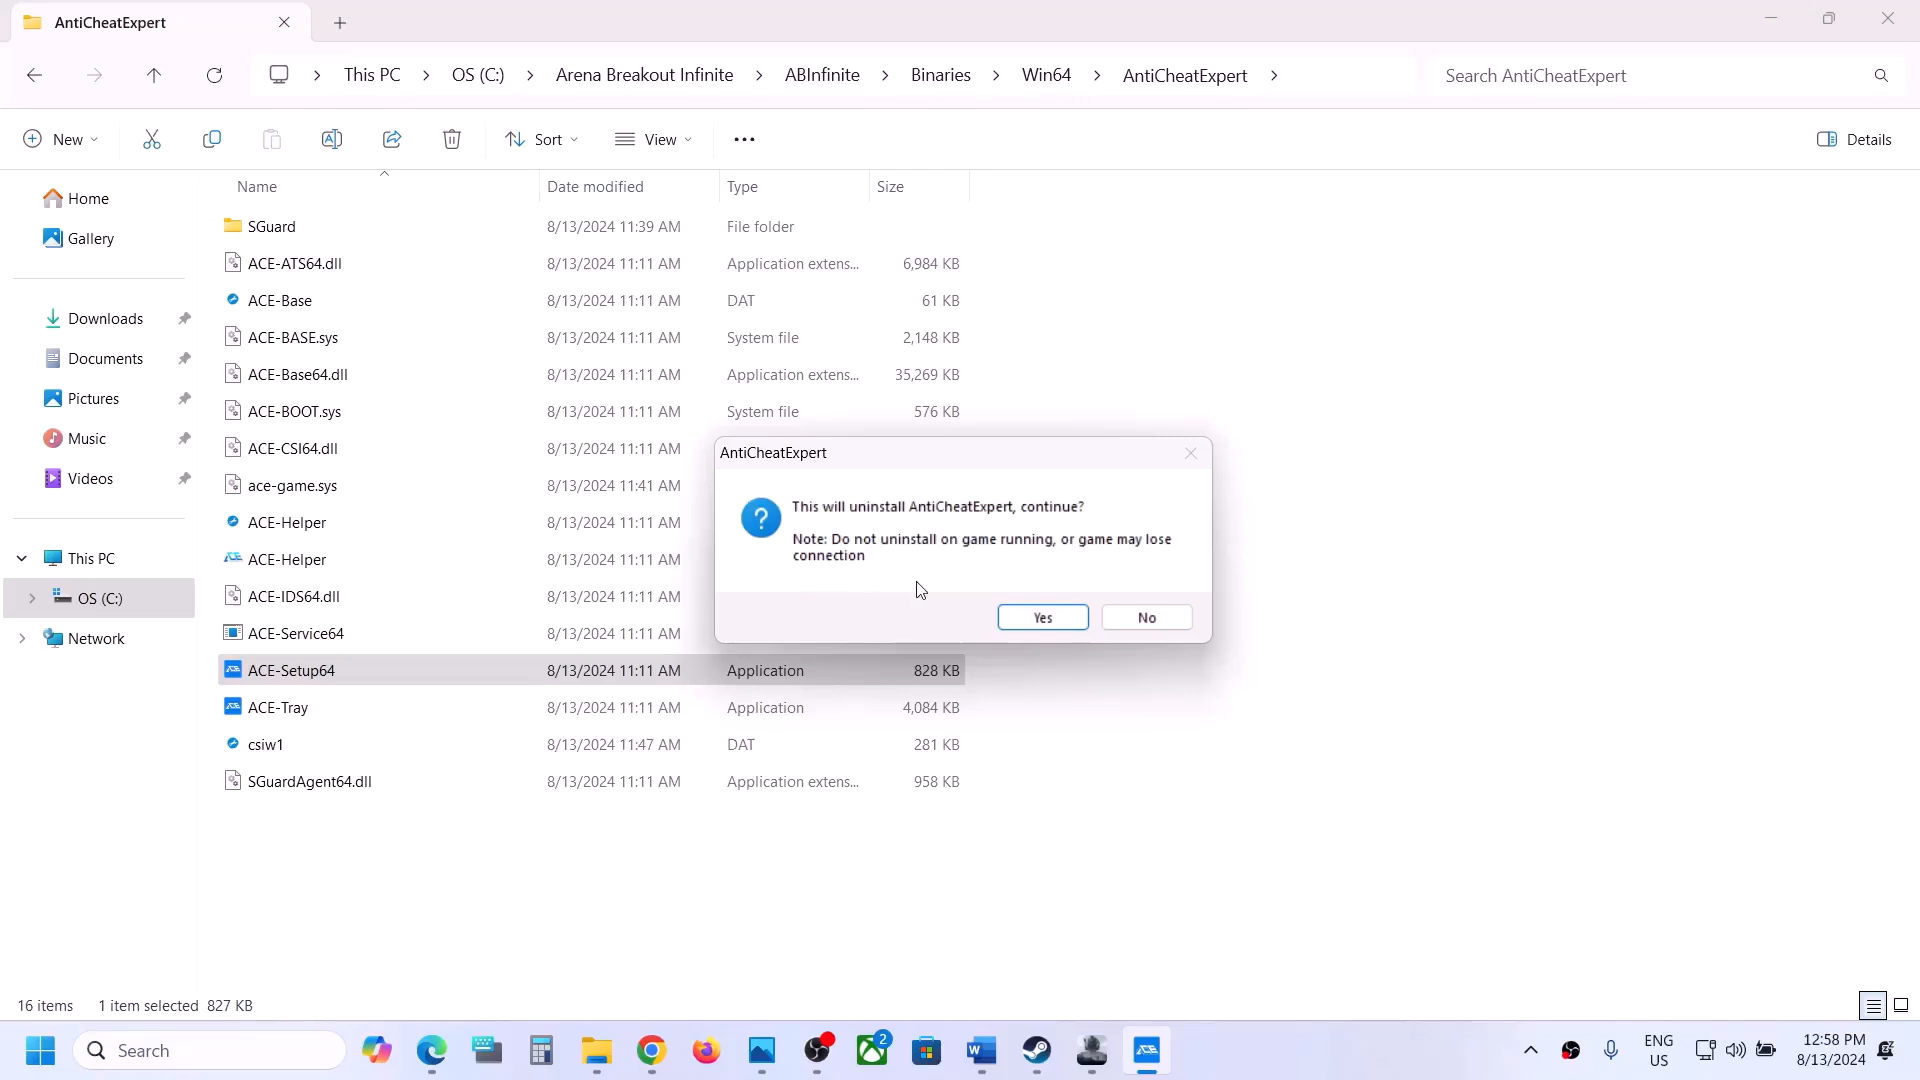 AntiCheatExpert
This PC
OS (C:)
Arena Breakout Infinite
ABInfinite
Binaries
Win64
AntiCheatExpert
Search AntiCheatExpert
New
Sort
View
Details
Name
Date modified
Type
Size
Home
Gallery
Downloads
Documents
Pictures
Music
Videos
This PC
OS (C:)
Network
SGuard 8/13/2024 11:39 AM File folder
ACE-ATS64.dll 8/13/2024 11:11 AM Application extens... 6,984 KB
ACE-Base 8/13/2024 11:11 AM DAT 61 KB
ACE-BASE.sys 8/13/2024 11:11 AM System file 2,148 KB
ACE-Base64.dll 8/13/2024 11:11 AM Application extens... 35,269 KB
ACE-BOOT.sys 8/13/2024 11:11 AM System file 576 KB
ACE-CSI64.dll 8/13/2024 11:11 AM
ace-game.sys 8/13/2024 11:41 AM
ACE-Helper 8/13/2024 11:11 AM
ACE-Helper 8/13/2024 11:11 AM
ACE-IDS64.dll 8/13/2024 11:11 AM
ACE-Service64 8/13/2024 11:11 AM
ACE-Setup64 8/13/2024 11:11 AM Application 828 KB
ACE-Tray 8/13/2024 11:11 AM Application 4,084 KB
csiw1 8/13/2024 11:47 AM DAT 281 KB
SGuardAgent64.dll 8/13/2024 11:11 AM Application extens... 958 KB
AntiCheatExpert
This will uninstall AntiCheatExpert, continue?
Note: Do not uninstall on game running, or game may lose
connection
Yes
No
16 items 1 item selected 827 KB
Search
2
ENG
US
12:58 PM
8/13/2024